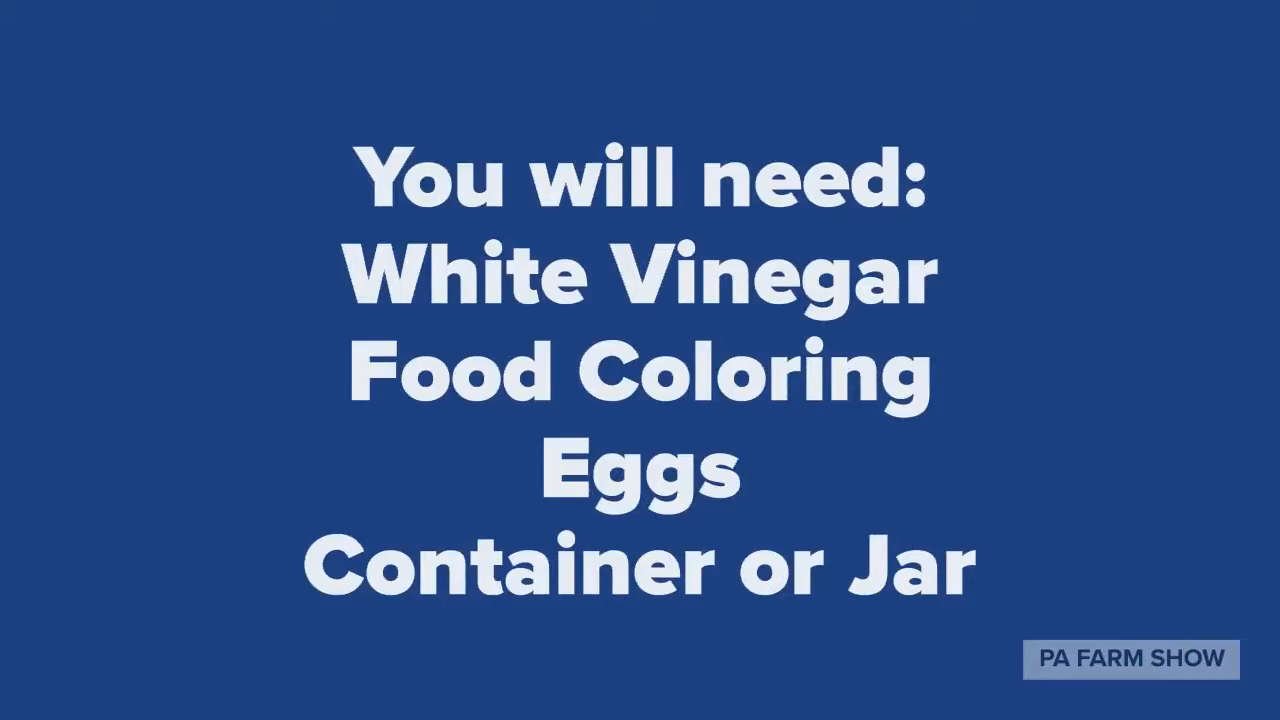 You will need:
White Vinegar
Food Coloring
Eggs
Container or Jar
PA FARM SHOW